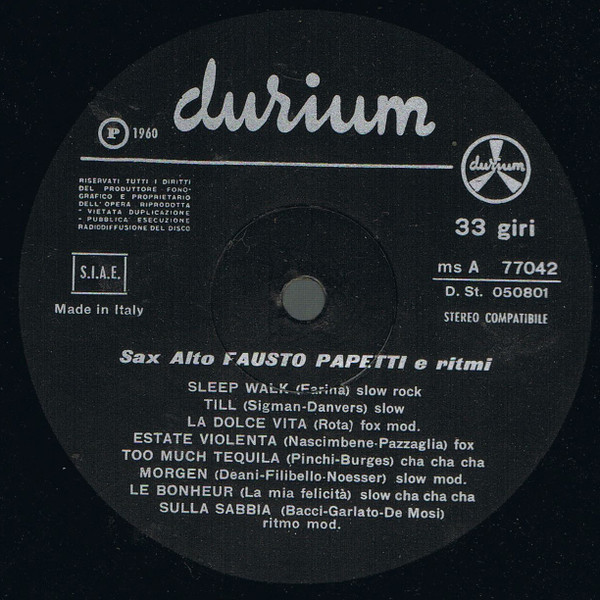 durium
P 1960
durium
RISERVATI TUTTI I DIRITTI
DEL PRODUTTORE FONO-
GRAFICO E PROPRIETARIO
DELL'OPERA RIPRODOTTA
- VIETATA DUPLICAZIONE
- PUBBLICA ESECUZIONE
RADIODIFFUSIONE DEL DISCO
33 giri
S.I.A.E.
ms A 77042
D. St. 050801
Made in Italy
STEREO COMPATIBILE
Sax Alto FAUSTO PAPETTI e ritmi
SLEEP WALK (Farina) slow rock
TILL (Sigman-Danvers) slow
LA DOLCE VITA (Rota) fox mod.
ESTATE VIOLENTA (Nascimbene-Pazzaglia) fox
TOO MUCH TEQUILA (Pinchi-Burges) cha cha cha
MORGEN (Deani-Filibello-Noesser) slow mod.
LE BONHEUR (La mia felicità) slow cha cha cha
SULLA SABBIA (Bacci-Garlato-De Mosi)
ritmo mod.